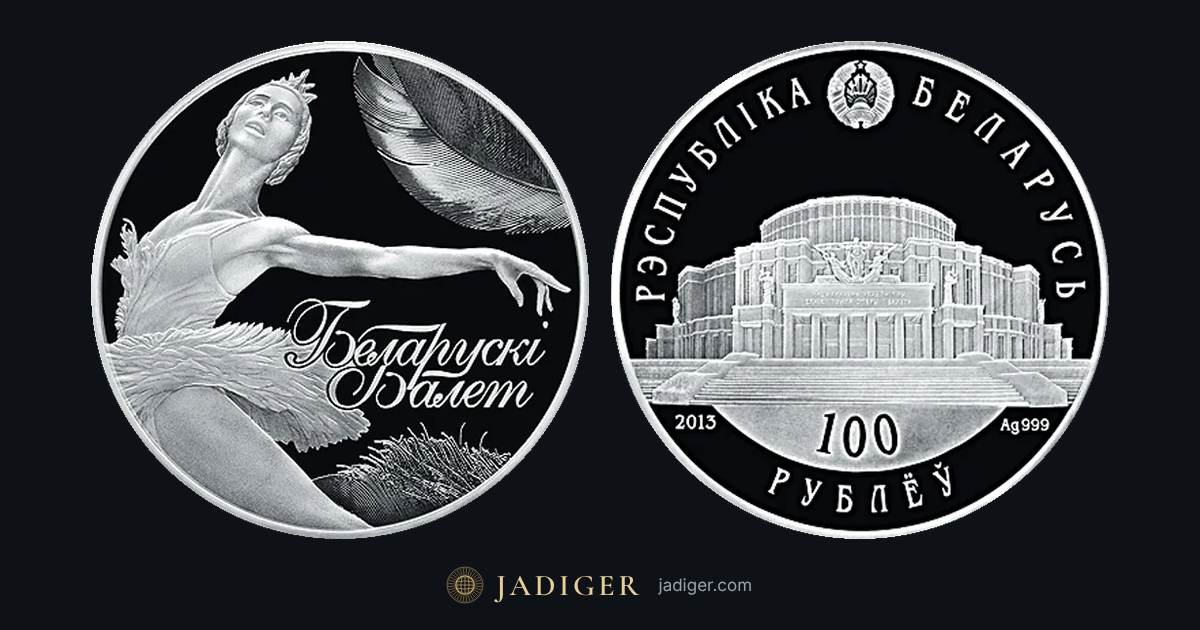 Беларускі
Балет
РЭСПУБЛІКА БЕЛАРУСЬ
2013
100
Ag999
РУБЛЁЎ
JADIGER jadiger.com